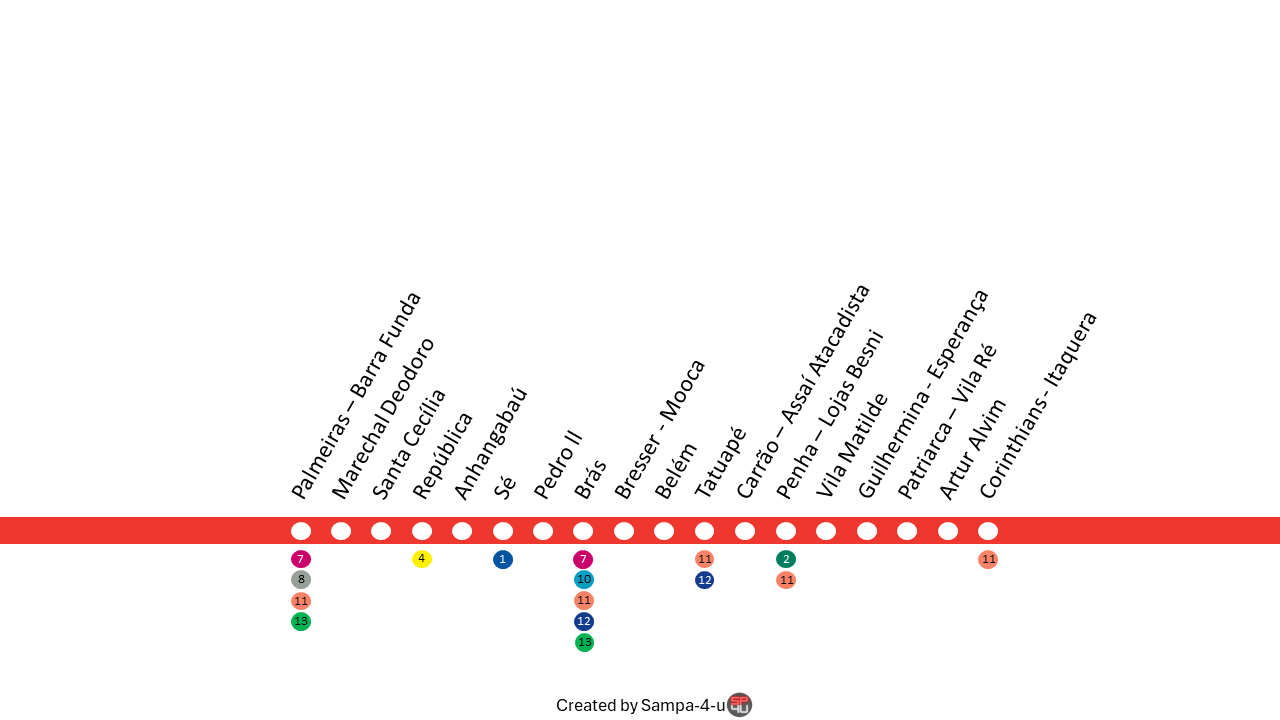 Palmeiras – Barra Funda
Marechal Deodoro
Santa Cecília
República
Anhangabaú
Sé
Pedro II
Brás
Bresser - Mooca
Belém
Tatuapé
Carrão – Assaí Atacadista
Penha – Lojas Besni
Vila Matilde
Guilhermina - Esperança
Patriarca – Vila Ré
Artur Alvim
Corinthians - Itaquera
7 4 1 7 11 2 11
8 10 12 11
11 11
13 12
13
Created by Sampa-4-u SP4U